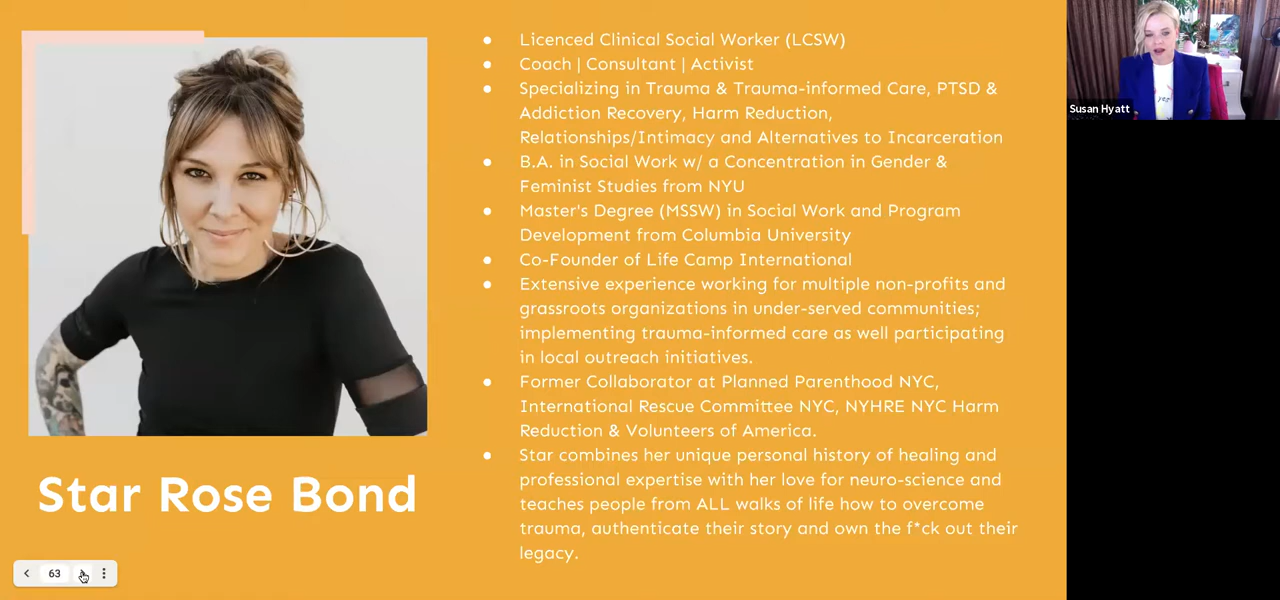 Licenced Clinical Social Worker (LCSW)
Coach | Consultant | Activist
Specializing in Trauma & Trauma-informed Care, PTSD &
Addiction Recovery, Harm Reduction,
Relationships/Intimacy and Alternatives to Incarceration
B.A. in Social Work w/ a Concentration in Gender &
Feminist Studies from NYU
Master's Degree (MSSW) in Social Work and Program
Development from Columbia University
Co-Founder of Life Camp International
Extensive experience working for multiple non-profits and
grassroots organizations in under-served communities;
implementing trauma-informed care as well participating
in local outreach initiatives.
Former Collaborator at Planned Parenthood NYC,
International Rescue Committee NYC, NYHRE NYC Harm
Reduction & Volunteers of America.
Star combines her unique personal history of healing and
professional expertise with her love for neuro-science and
teaches people from ALL walks of life how to overcome
trauma, authenticate their story and own the f*ck out their
legacy.
Star Rose Bond
63
Susan Hyatt